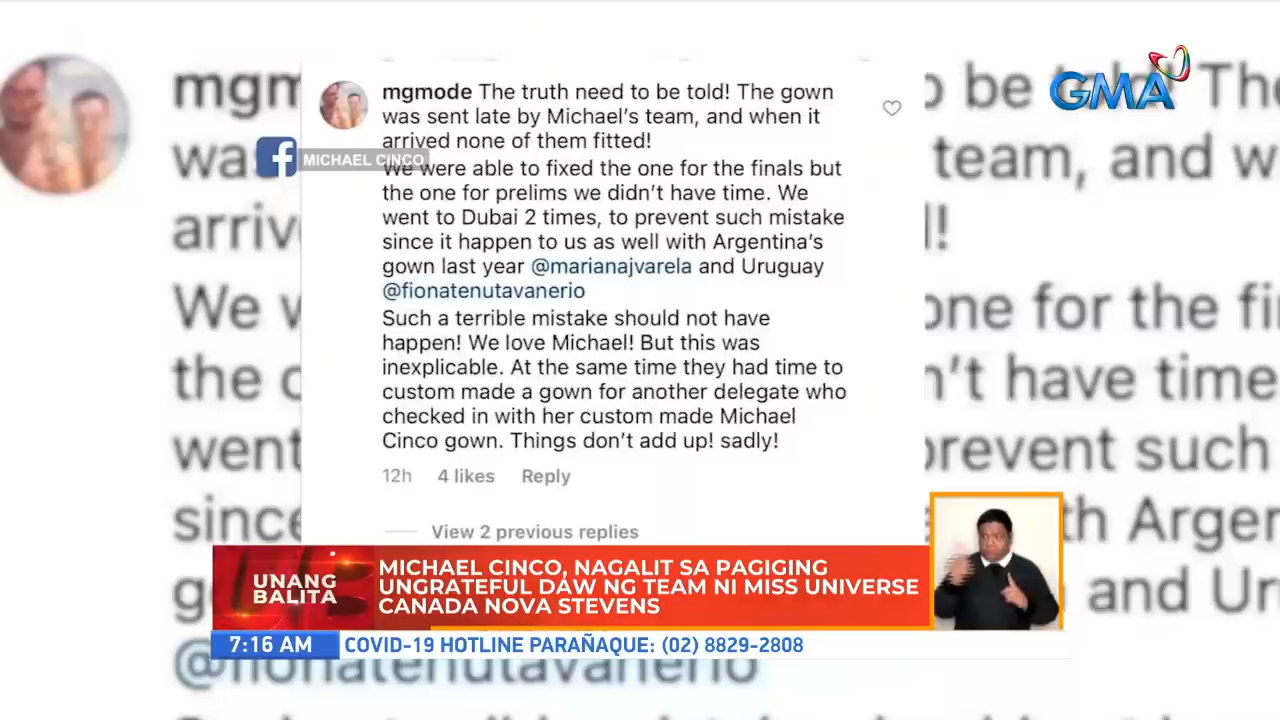 GMA
mgmode The truth need to be told! The gown
was sent late by Michael's team, and when it
arrived none of them fitted!
MICHAEL CINCO
We were able to fixed the one for the finals but
the one for prelims we didn't have time. We
went to Dubai 2 times, to prevent such mistake
since it happen to us as well with Argentina's
gown last year @marianajvarela and Uruguay
@fionatenutavanerio
Such a terrible mistake should not have
happen! We love Michael! But this was
inexplicable. At the same time they had time to
custom made a gown for another delegate who
checked in with her custom made Michael
Cinco gown. Things don't add up! sadly!
12h 4 likes Reply
View 2 previous replies
UNANG
BALITA
MICHAEL CINCO, NAGALIT SA PAGIGING
UNGRATEFUL DAW NG TEAM NI MISS UNIVERSE
CANADA NOVA STEVENS
7:16 AM COVID-19 HOTLINE PARAÑAQUE: (02) 8829-2808